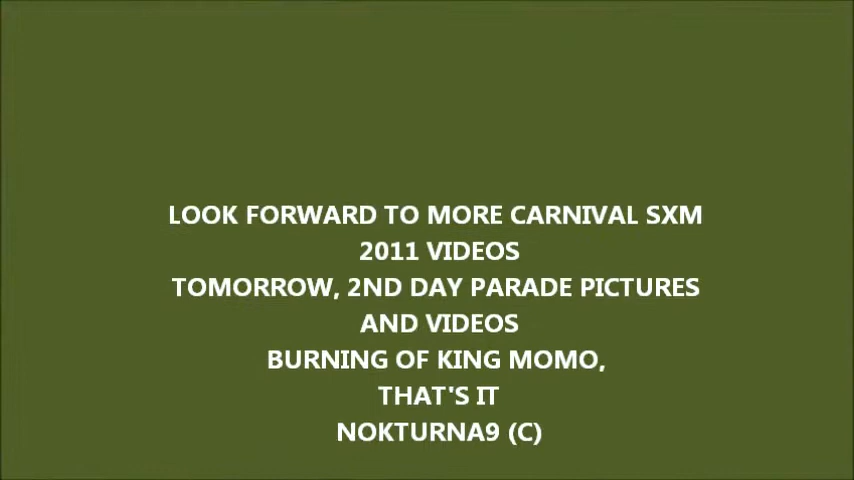 LOOK FORWARD TO MORE CARNIVAL SXM
2011 VIDEOS
TOMORROW, 2ND DAY PARADE PICTURES
AND VIDEOS
BURNING OF KING MOMO,
THAT'S IT
NOKTURNA9 (C)